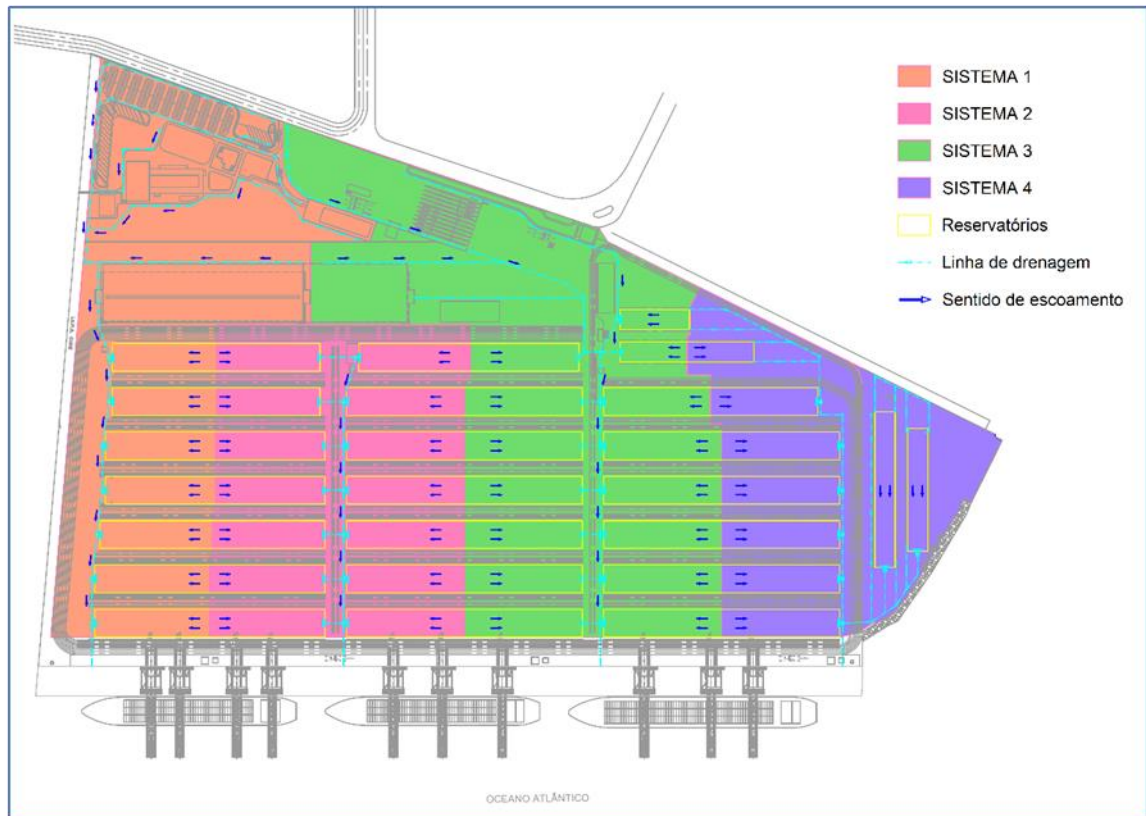 SISTEMA 1
SISTEMA 2
SISTEMA 3
SISTEMA 4
Reservatórios
Linha de drenagem
Sentido de escoamento
OCEANO ATLÂNTICO